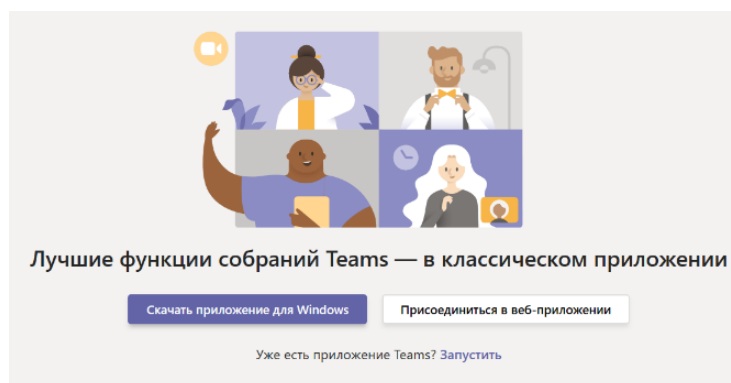 Лучшие функции собраний Teams — в классическом приложении
Скачать приложение для Windows
Присоединиться в веб-приложении
Уже есть приложение Teams? Запустить